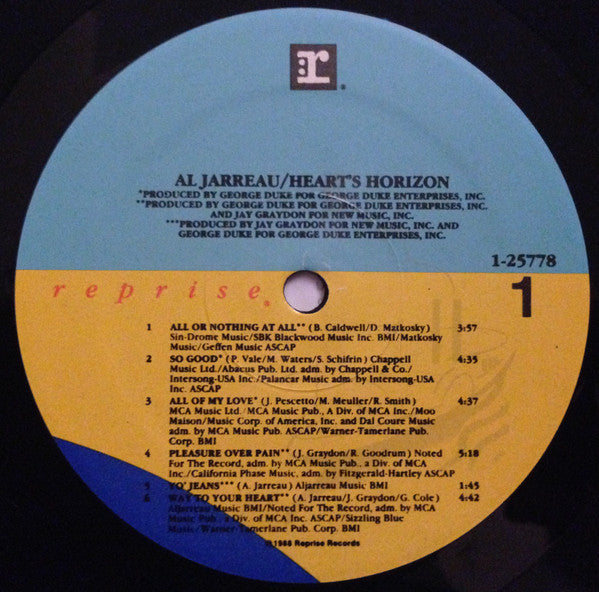 r.
AL JARREAU/HEART'S HORIZON
*PRODUCED BY GEORGE DUKE FOR GEORGE DUKE ENTERPRISES, INC.
**PRODUCED BY GEORGE DUKE FOR GEORGE DUKE ENTERPRISES, INC.
AND JAY GRAYDON FOR NEW MUSIC, INC.
***PRODUCED BY JAY GRAYDON FOR NEW MUSIC, INC. AND
GEORGE DUKE FOR GEORGE DUKE ENTERPRISES, INC.
1-25778
reprise
1
1 ALL OR NOTHING AT ALL** (B. Caldwell/D. Matkosky) 3:57
Sin-Drome Music/SBK Blackwood Music Inc. BMI/Matkosky
Music/Geffen Music ASCAP
2 SO GOOD* (P. Vale/M. Waters/S. Schifrin) Chappell 4:35
Music Ltd./Abacus Pub. Ltd. adm. by Chappell & Co./
Intersong-USA Inc./Palancar Music adm. by Intersong-USA
Inc. ASCAP
3 ALL OF MY LOVE* (J. Pescetto/M. Meuller/R. Smith) 4:37
MCA Music Ltd./MCA Music Pub., A Div. of MCA Inc./Moo
Maison/Music Corp. of America, Inc. and Dal Coure Music
adm. by MCA Music Pub. ASCAP/Warner-Tamerlane Pub.
Corp. BMI
4 PLEASURE OVER PAIN** (J. Graydon/R. Goodrum) Noted 5:18
For The Record, adm. by MCA Music Pub., a Div. of MCA
Inc./California Phase Music, adm. by Fitzgerald-Hartley ASCAP
5 YO' JEANS*** (A. Jarreau) Aljarreau Music BMI 1:45
6 WAY TO YOUR HEART** (A. Jarreau/J. Graydon/G. Cole) 4:42
Aljarreau Music BMI/Noted For The Record, adm. by MCA
Music Pub., a Div. of MCA Inc. ASCAP/Sizzling Blue
Music/Warner-Tamerlane Pub. Corp. BMI
℗1988 Reprise Records